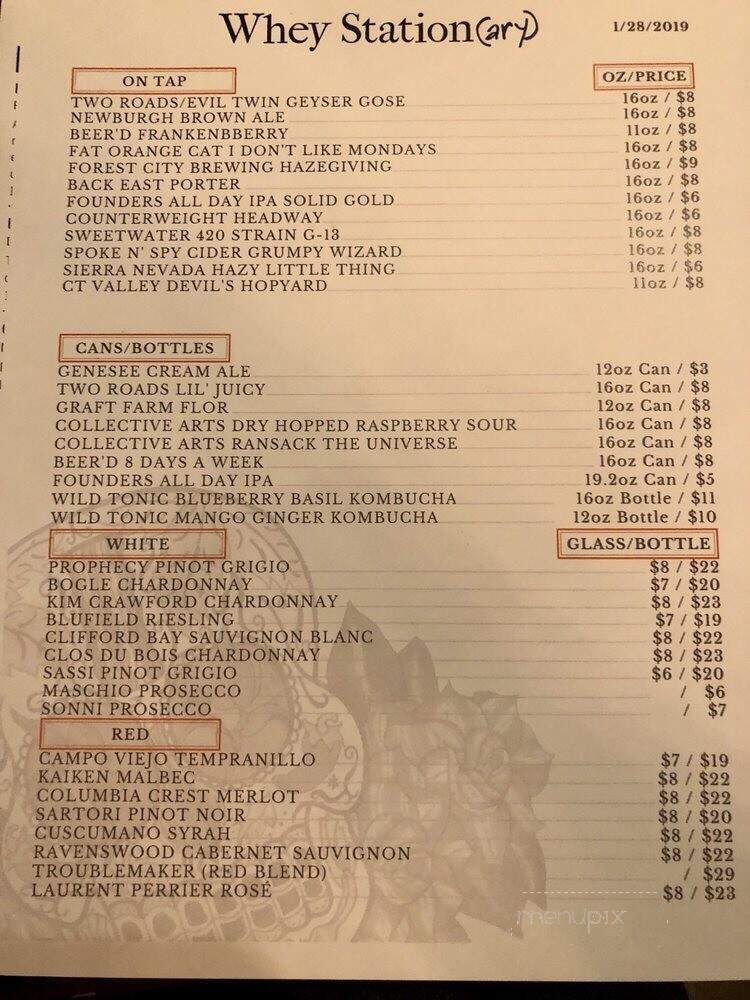 Whey Station(ary)
1/28/2019
ON TAP OZ/PRICE
TWO ROADS/EVIL TWIN GEYSER GOSE 16oz / $8
NEWBURGH BROWN ALE 16oz / $8
BEER'D FRANKENBBERRY 11oz / $8
FAT ORANGE CAT I DON'T LIKE MONDAYS 16oz / $8
FOREST CITY BREWING HAZEGIVING 16oz / $9
BACK EAST PORTER 16oz / $8
FOUNDERS ALL DAY IPA SOLID GOLD 16oz / $6
COUNTERWEIGHT HEADWAY 16oz / $6
SWEETWATER 420 STRAIN G-13 16oz / $8
SPOKE N' SPY CIDER GRUMPY WIZARD 16oz / $8
SIERRA NEVADA HAZY LITTLE THING 16oz / $6
CT VALLEY DEVIL'S HOPYARD 11oz / $8
CANS/BOTTLES
GENESEE CREAM ALE 12oz Can / $3
TWO ROADS LIL' JUICY 16oz Can / $8
GRAFT FARM FLOR 12oz Can / $8
COLLECTIVE ARTS DRY HOPPED RASPBERRY SOUR 16oz Can / $8
COLLECTIVE ARTS RANSACK THE UNIVERSE 16oz Can / $8
BEER'D 8 DAYS A WEEK 16oz Can / $8
FOUNDERS ALL DAY IPA 19.2oz Can / $5
WILD TONIC BLUEBERRY BASIL KOMBUCHA 16oz Bottle / $11
WILD TONIC MANGO GINGER KOMBUCHA 12oz Bottle / $10
WHITE GLASS/BOTTLE
PROPHECY PINOT GRIGIO $8 / $22
BOGLE CHARDONNAY $7 / $20
KIM CRAWFORD CHARDONNAY $8 / $23
BLUFIELD RIESLING $7 / $19
CLIFFORD BAY SAUVIGNON BLANC $8 / $22
CLOS DU BOIS CHARDONNAY $8 / $23
SASSI PINOT GRIGIO $6 / $20
MASCHIO PROSECCO / $6
SONNI PROSECCO / $7
RED
CAMPO VIEJO TEMPRANILLO $7 / $19
KAIKEN MALBEC $8 / $22
COLUMBIA CREST MERLOT $8 / $22
SARTORI PINOT NOIR $8 / $20
CUSCUMANO SYRAH $8 / $22
RAVENSWOOD CABERNET SAUVIGNON $8 / $22
TROUBLEMAKER (RED BLEND) / $29
LAURENT PERRIER ROSÉ $8 / $23
menupix